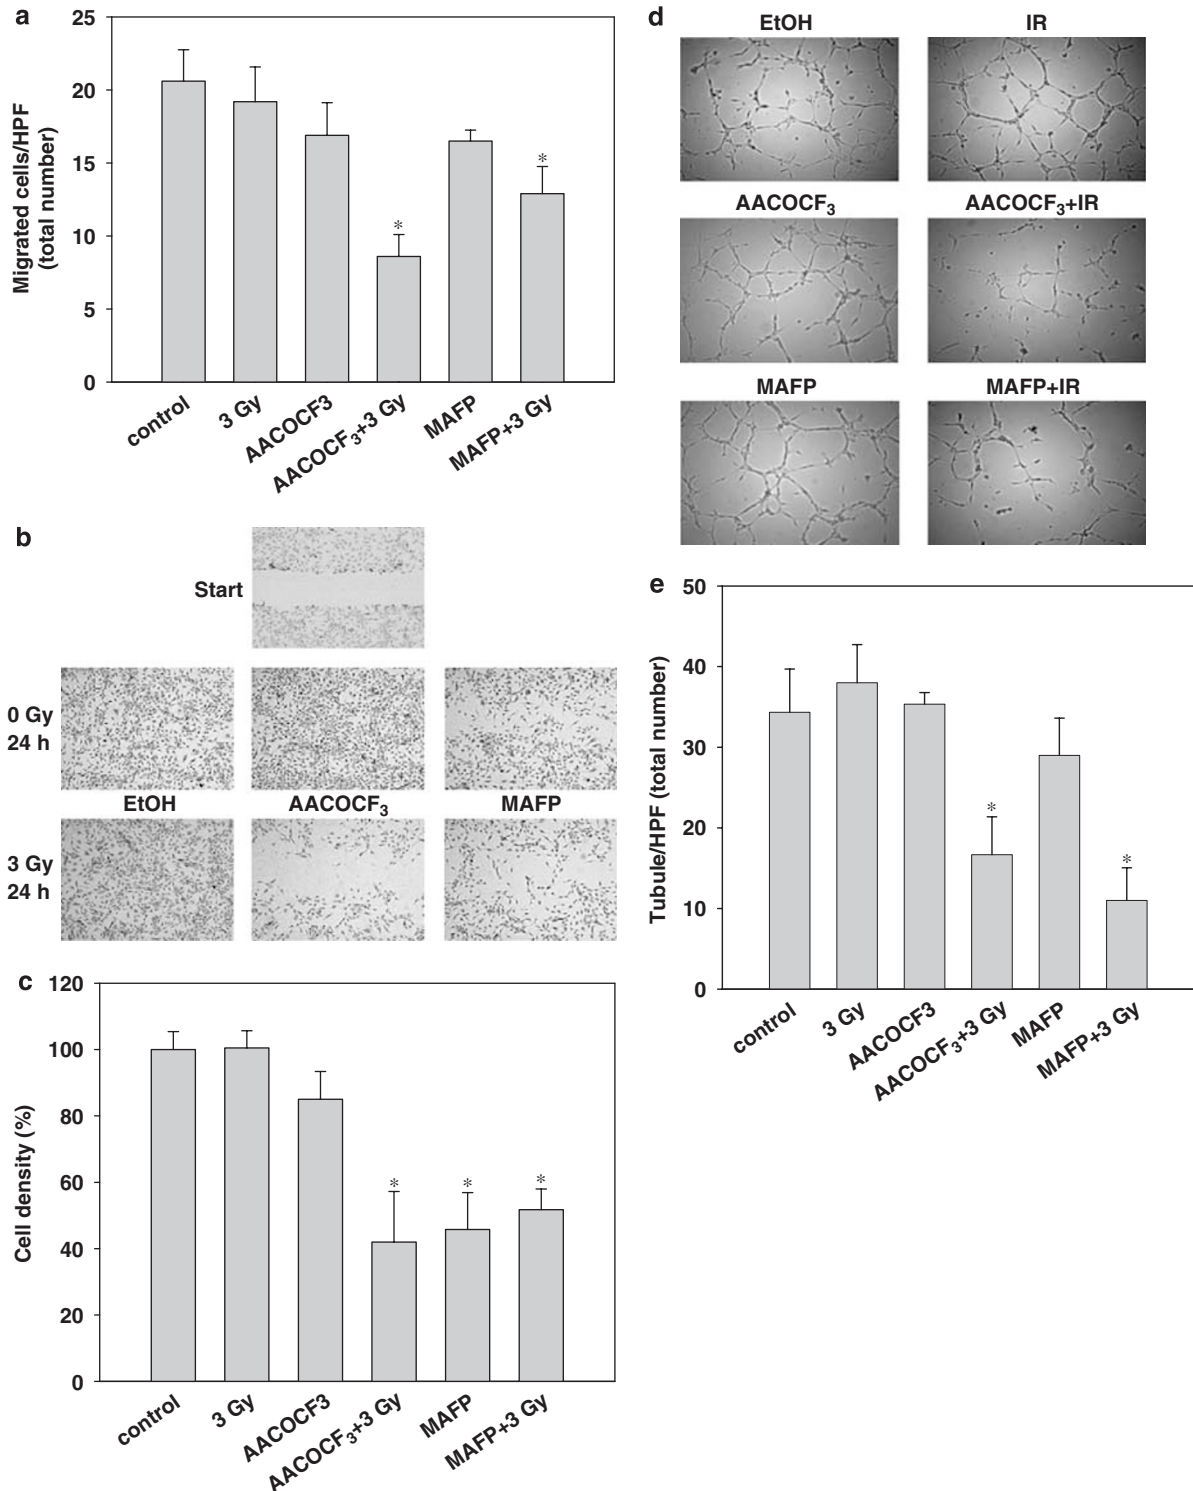 a
25
20
15
10
5
0
Migrated cells/HPF
(total number)
*
*
control
3 Gy
AACOCF3
AACOCF₃+3 Gy
MAFP
MAFP+3 Gy
b
Start
0 Gy
24 h
EtOH
AACOCF₃
MAFP
3 Gy
24 h
c
120
100
80
60
40
20
0
Cell density (%)
*
*
*
control
3 Gy
AACOCF3
AACOCF₃+3 Gy
MAFP
MAFP+3 Gy
d
EtOH
IR
AACOCF₃
AACOCF₃+IR
MAFP
MAFP+IR
e
50
40
30
20
10
0
Tubule/HPF (total number)
*
*
control
3 Gy
AACOCF3
AACOCF₃+3 Gy
MAFP
MAFP+3 Gy